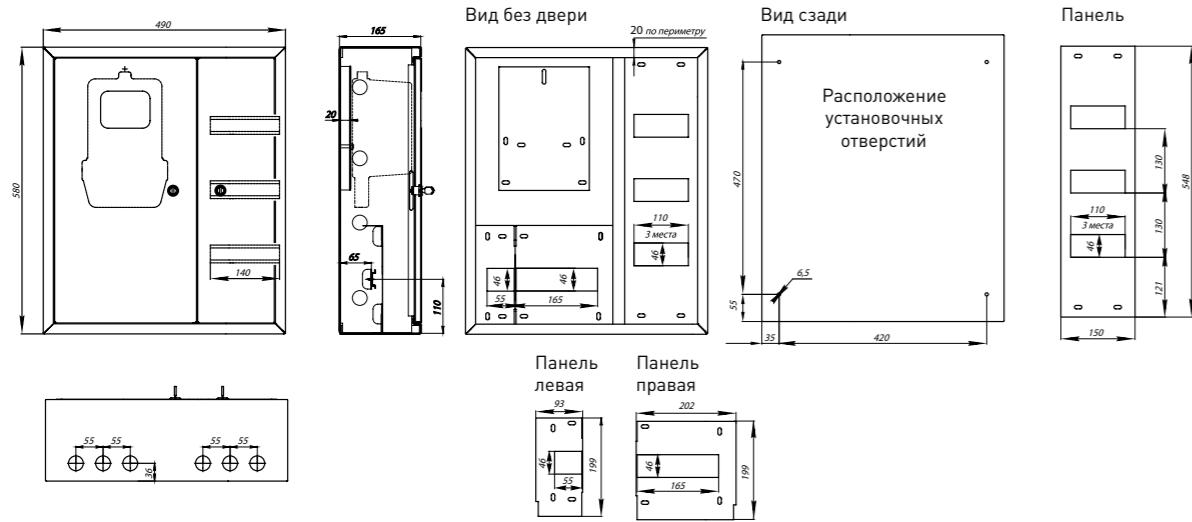 Вид без двери
Вид сзади
Панель
490
165
20 по периметру
580
20
65
110
140
110
3 места
46
46
46
55
165
Расположение
установочных
отверстий
470
6,5
55
35
420
130
110
3 места
46
130
121
548
150
55
55
55
55
36
Панель
левая
93
46
55
199
Панель
правая
202
46
165
199